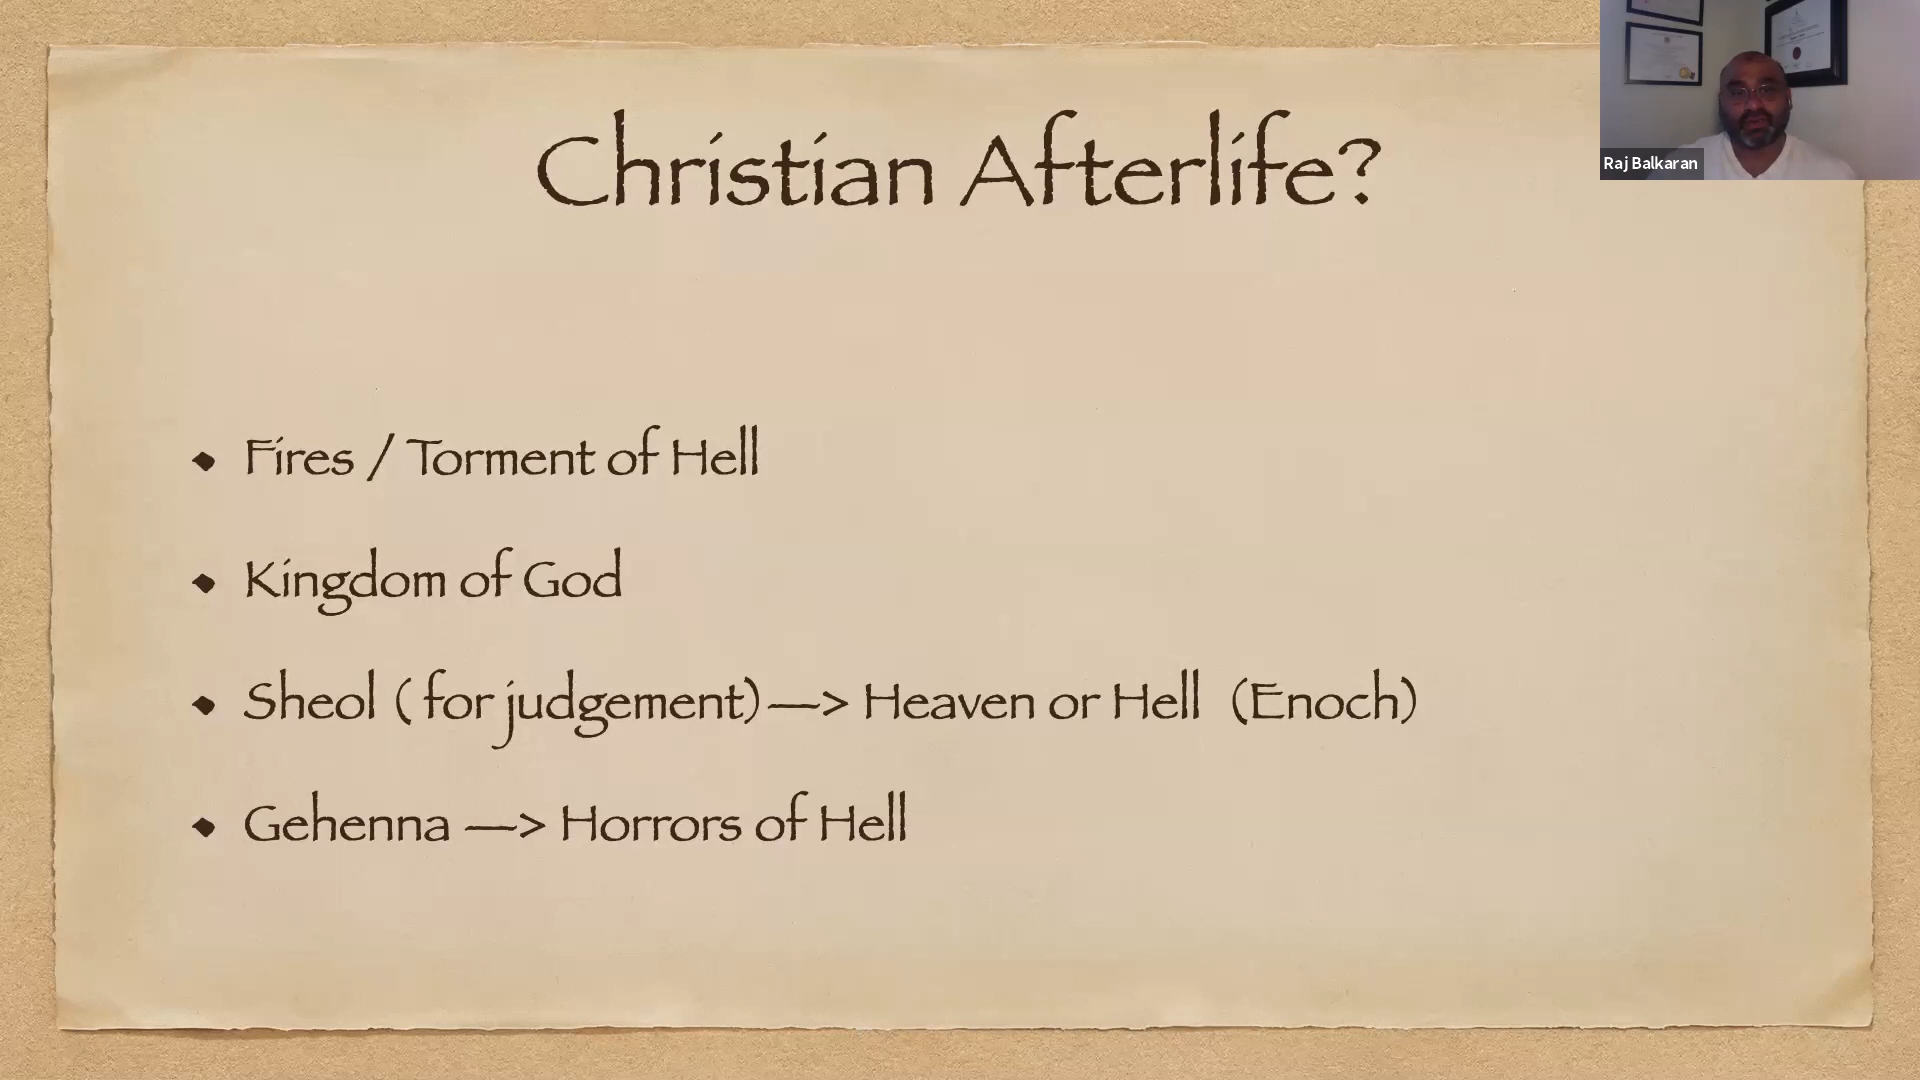 Christian Afterlife?
Raj Balkaran
• Fires / Torment of Hell
• Kingdom of God
• Sheol ( for judgement)—> Heaven or Hell (Enoch)
• Gehenna —> Horrors of Hell